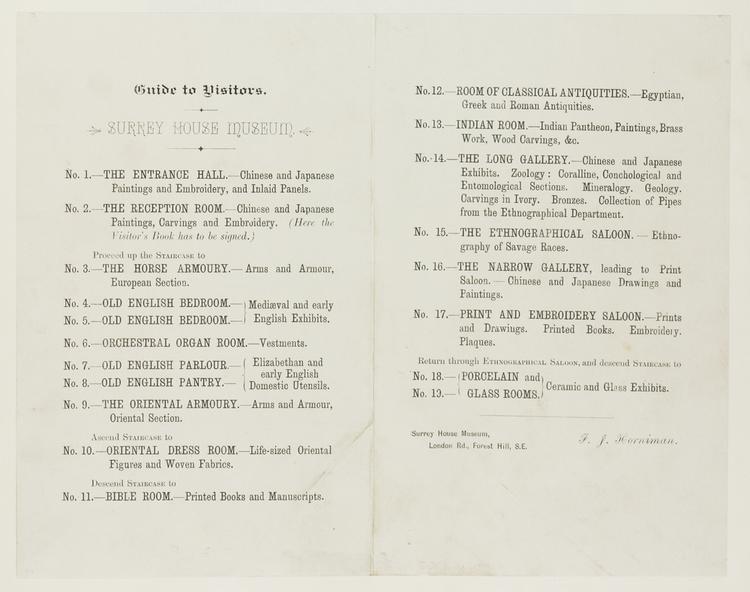 Guide to Visitors.
SURREY HOUSE MUSEUM.
No. 1.—THE ENTRANCE HALL.—Chinese and Japanese
Paintings and Embroidery, and Inlaid Panels.
No. 2.—THE RECEPTION ROOM.—Chinese and Japanese
Paintings, Carvings and Embroidery. (Here the
Visitor's Book has to be signed.)
Proceed up the STAIRCASE to
No. 3.—THE HORSE ARMOURY.—Arms and Armour,
European Section.
No. 4.—OLD ENGLISH BEDROOM.—} Mediæval and early
No. 5.—OLD ENGLISH BEDROOM.—} English Exhibits.
No. 6.—ORCHESTRAL ORGAN ROOM.—Vestments.
No. 7.—OLD ENGLISH PARLOUR.—{ Elizabethan and
early English
No. 8.—OLD ENGLISH PANTRY.—{ Domestic Utensils.
No. 9.—THE ORIENTAL ARMOURY.—Arms and Armour,
Oriental Section.
Ascend STAIRCASE to
No. 10.—ORIENTAL DRESS ROOM.—Life-sized Oriental
Figures and Woven Fabrics.
Descend STAIRCASE to
No. 11.—BIBLE ROOM.—Printed Books and Manuscripts.
No. 12.—ROOM OF CLASSICAL ANTIQUITIES.—Egyptian,
Greek and Roman Antiquities.
No. 13.—INDIAN ROOM.—Indian Pantheon, Paintings, Brass
Work, Wood Carvings, &c.
No. 14.—THE LONG GALLERY.—Chinese and Japanese
Exhibits. Zoology: Coralline, Conchological and
Entomological Sections. Mineralogy. Geology.
Carvings in Ivory. Bronzes. Collection of Pipes
from the Ethnographical Department.
No. 15.—THE ETHNOGRAPHICAL SALOON.—Ethno-
graphy of Savage Races.
No. 16.—THE NARROW GALLERY, leading to Print
Saloon.—Chinese and Japanese Drawings and
Paintings.
No. 17.—PRINT AND EMBROIDERY SALOON.—Prints
and Drawings. Printed Books. Embroidery.
Plaques.
Return through ETHNOGRAPHICAL SALOON, and descend STAIRCASE to
No. 18.—{ PORCELAIN and } Ceramic and Glass Exhibits.
No. 19.—{ GLASS ROOMS. }
Surrey House Museum,
London Rd., Forest Hill, S.E.
F. J. Horniman.